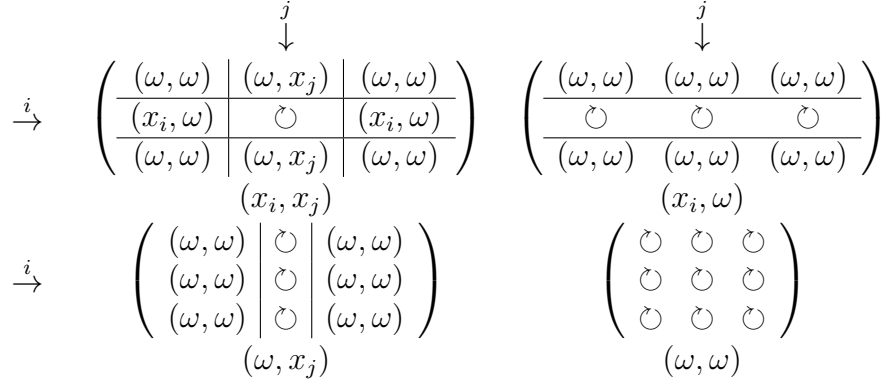 j j
↓ ↓
(ω, ω) | (ω, x_j) | (ω, ω) (ω, ω) (ω, ω) (ω, ω)
i → (x_i, ω) | ↻ | (x_i, ω) ↻ ↻ ↻
(ω, ω) | (ω, x_j) | (ω, ω) (ω, ω) (ω, ω) (ω, ω)
(x_i, x_j) (x_i, ω)
(ω, ω) | ↻ | (ω, ω) ↻ ↻ ↻
i → (ω, ω) | ↻ | (ω, ω) ↻ ↻ ↻
(ω, ω) | ↻ | (ω, ω) ↻ ↻ ↻
(ω, x_j) (ω, ω)